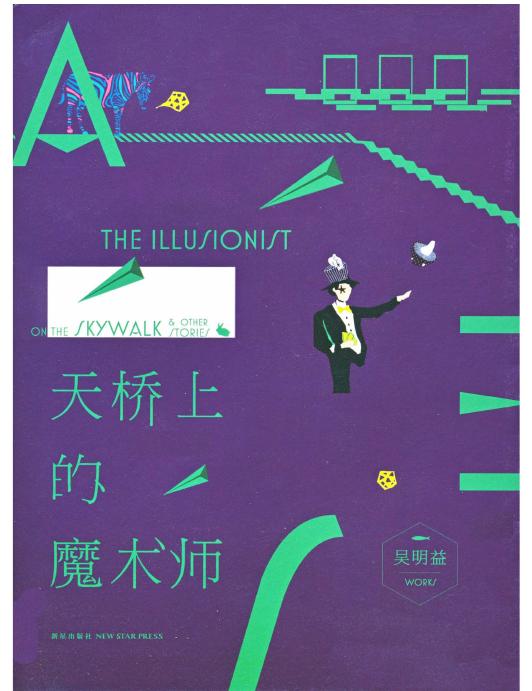 THE ILLUSIONIST
ON THE SKYWALK & OTHER STORIES
天桥上
的
魔术师
吴明益
WORKS
新星出版社 NEW STAR PRESS